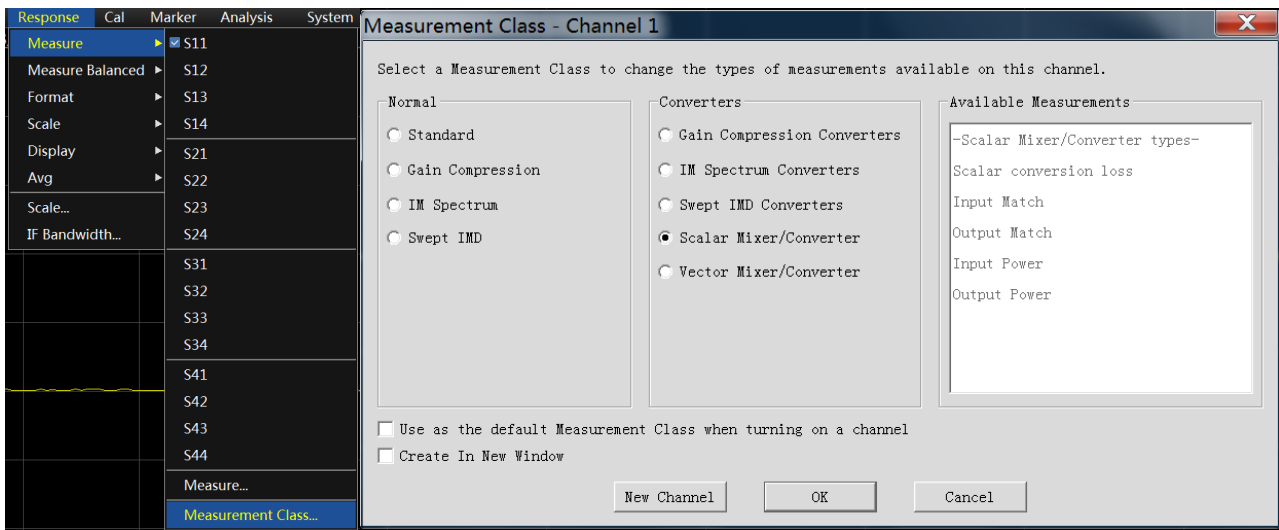 Response Cal Marker Analysis System
Measure
Measure Balanced
Format
Scale
Display
Avg
Scale...
IF Bandwidth...
S11
S12
S13
S14
S21
S22
S23
S24
S31
S32
S33
S34
S41
S42
S43
S44
Measure...
Measurement Class...
Measurement Class - Channel 1
Select a Measurement Class to change the types of measurements available on this channel.
Normal
Standard
Gain Compression
IM Spectrum
Swept IMD
Converters
Gain Compression Converters
IM Spectrum Converters
Swept IMD Converters
Scalar Mixer/Converter
Vector Mixer/Converter
Available Measurements
-Scalar Mixer/Converter types-
Scalar conversion loss
Input Match
Output Match
Input Power
Output Power
Use as the default Measurement Class when turning on a channel
Create In New Window
New Channel OK Cancel